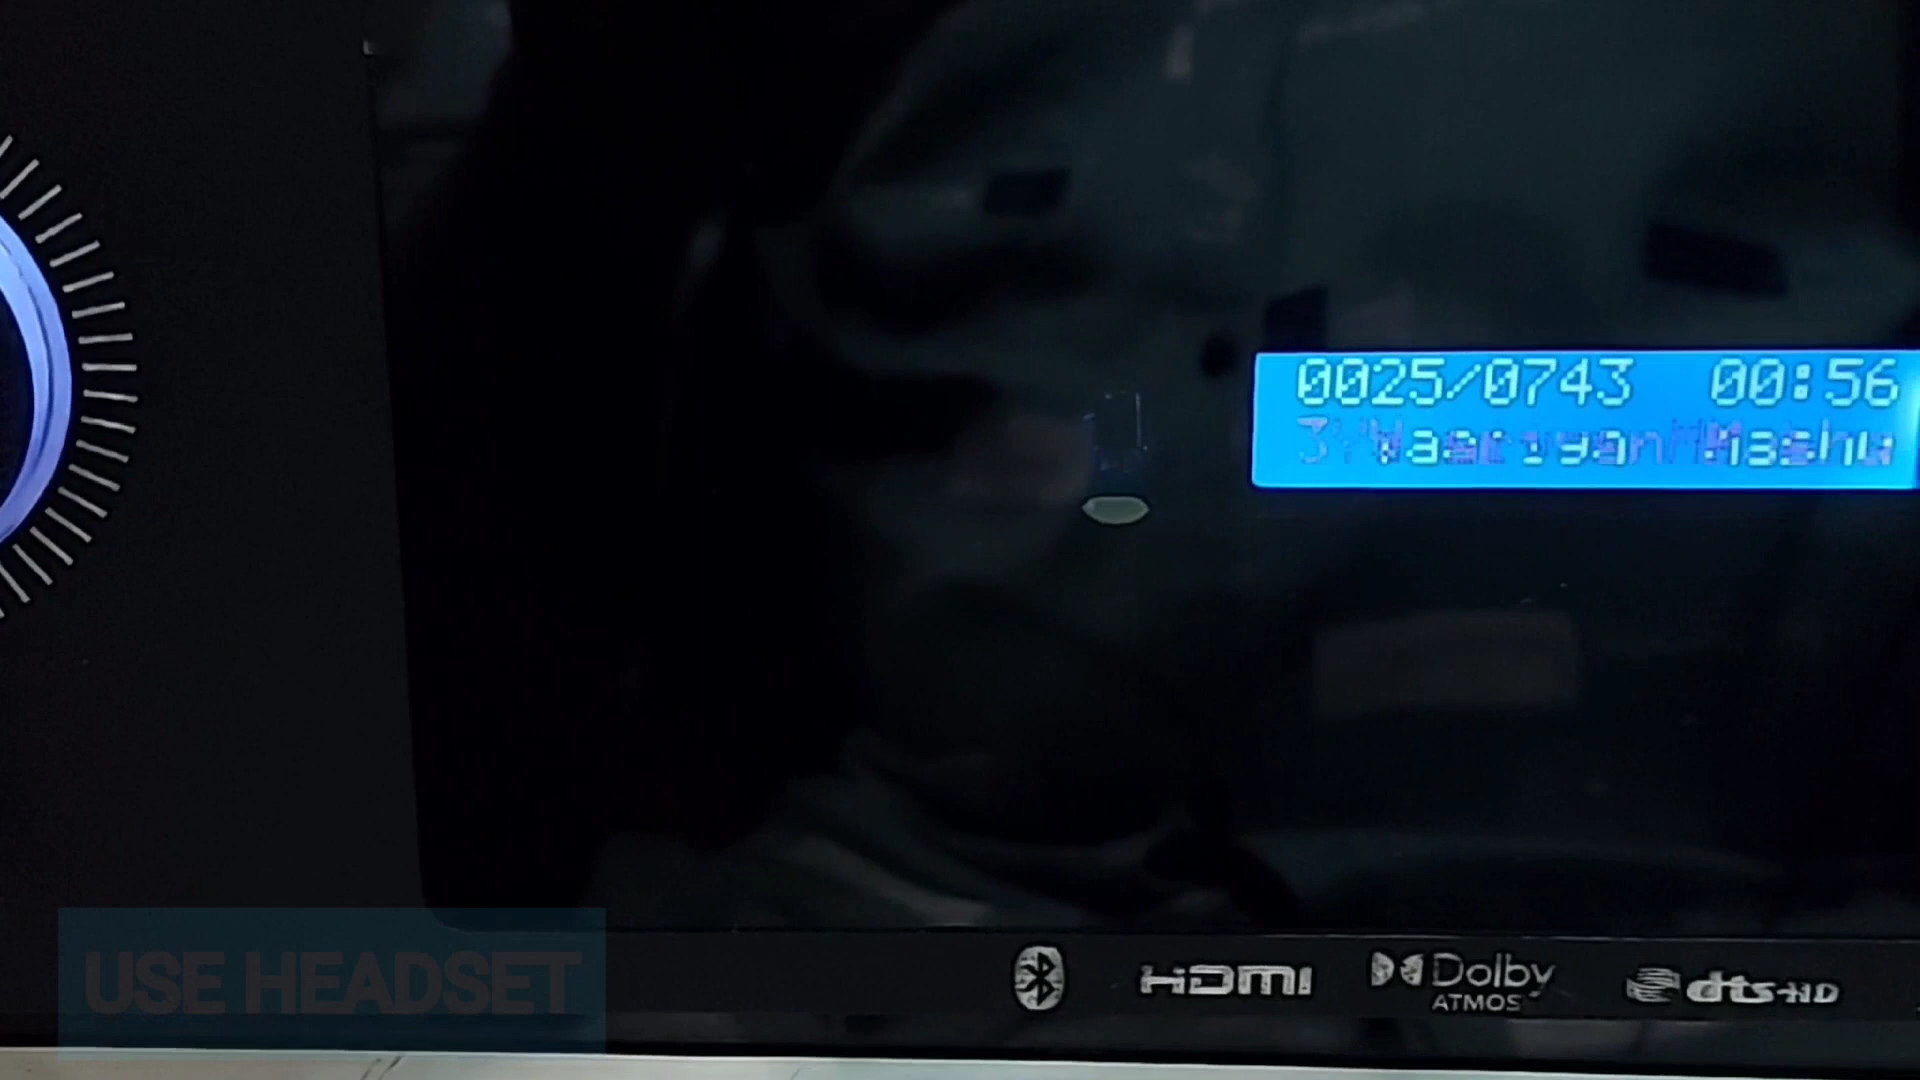 0025/0743 00:56
USE HEADSET
HDMI
Dolby
ATMOS
dts-HD